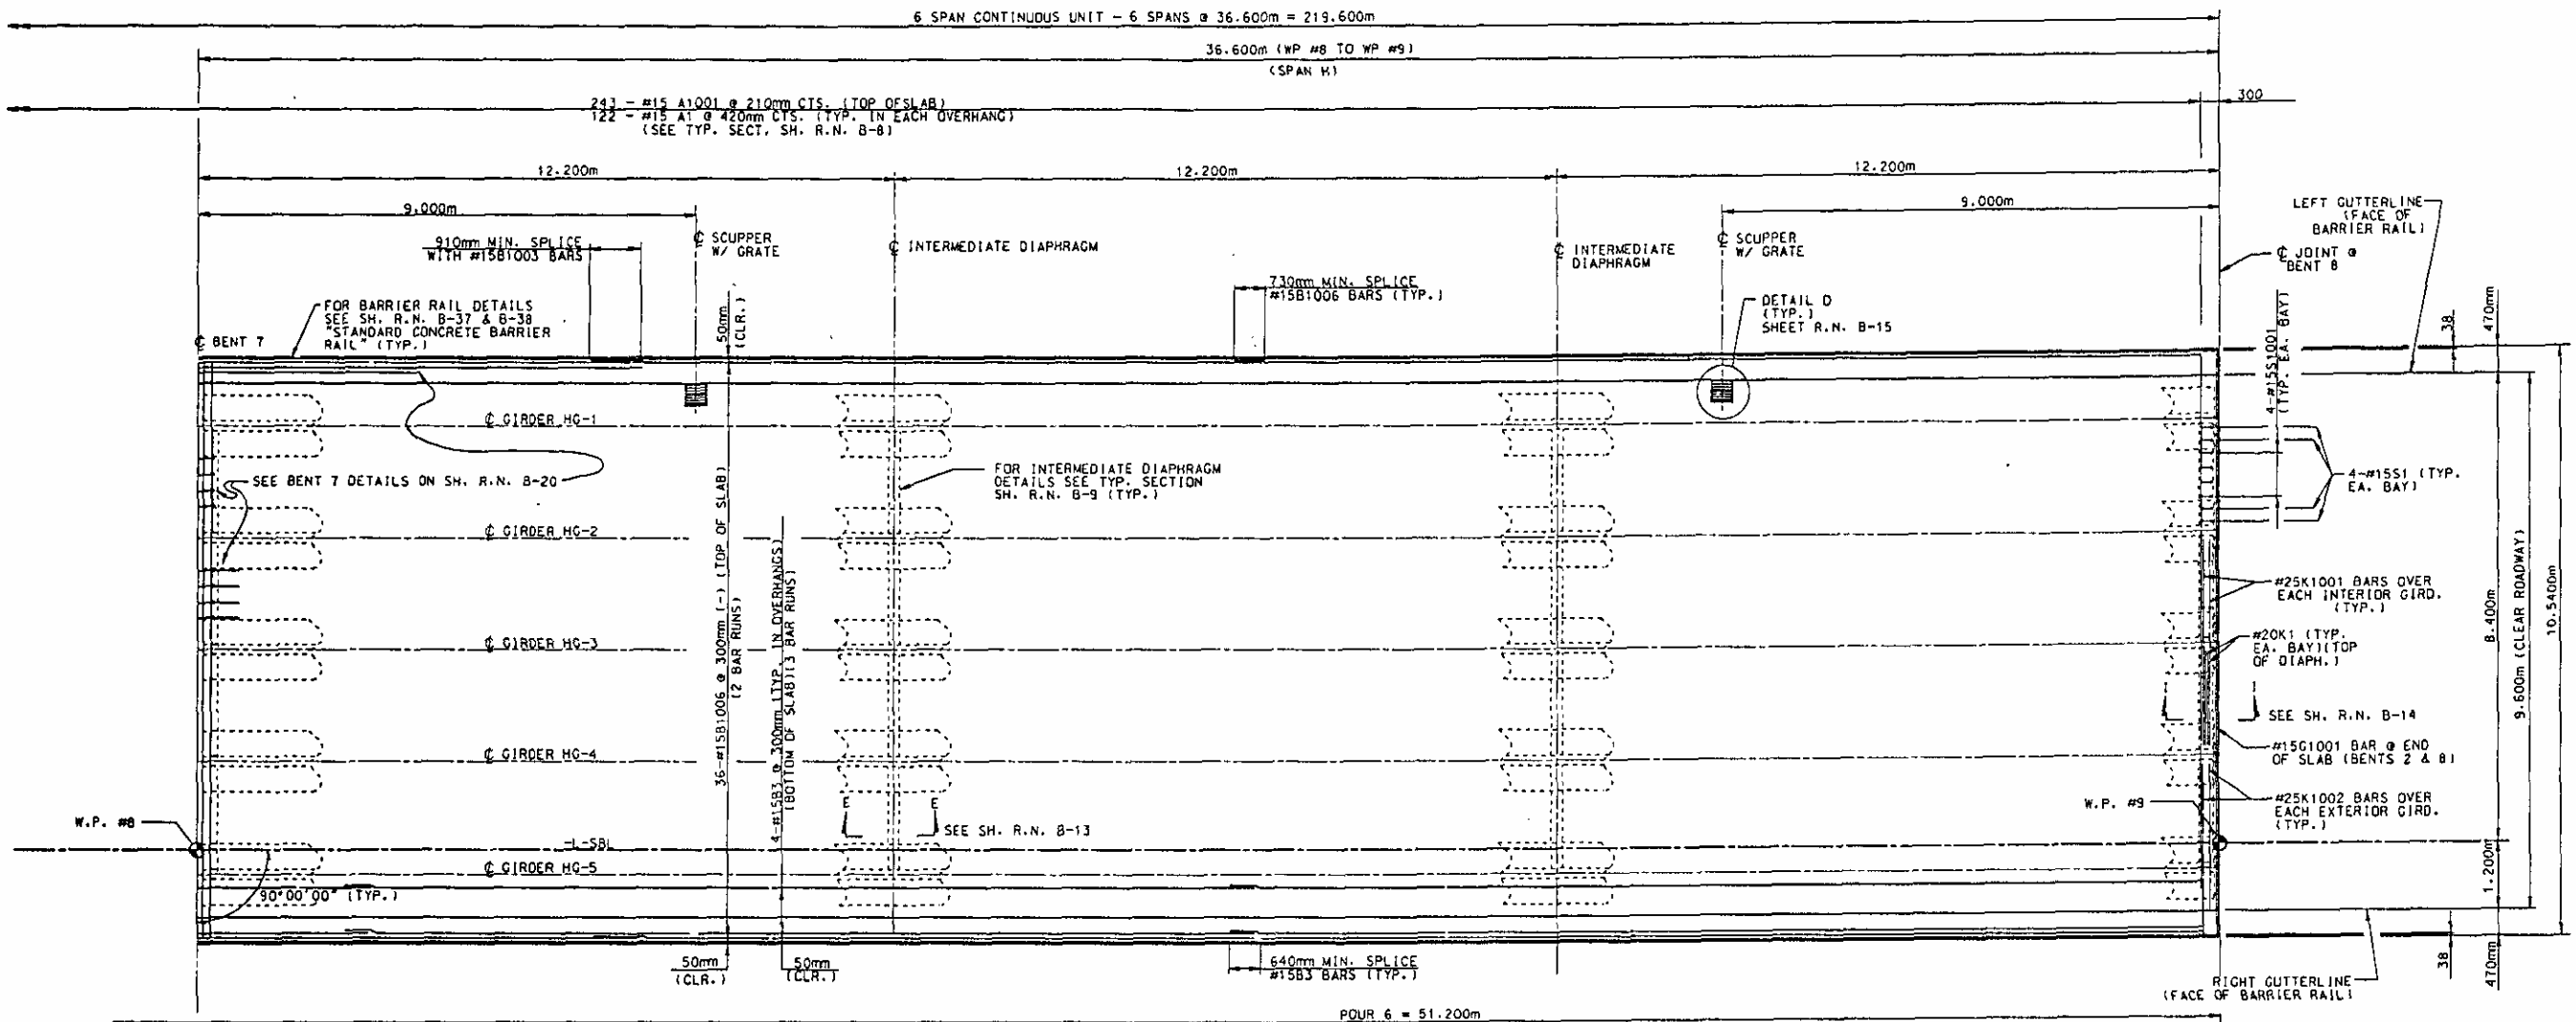 6 SPAN CONTINUOUS UNIT - 6 SPANS @ 36.600m = 219.600m
36.600m (WP #8 TO WP #9)
(SPAN H)
243 - #15 A1001 @ 210mm CTS. (TOP OF SLAB)
122 - #15 A1 @ 420mm CTS. (TYP. IN EACH OVERHANG)
(SEE TYP. SECT. SH. R.N. B-8)
300
12.200m
12.200m
12.200m
9.000m
9.000m
910mm MIN. SPLICE
WITH #15B1003 BARS
℄ SCUPPER
W/ GRATE
℄ INTERMEDIATE DIAPHRAGM
℄ INTERMEDIATE
DIAPHRAGM
℄ SCUPPER
W/ GRATE
LEFT GUTTERLINE
(FACE OF
BARRIER RAIL)
℄ JOINT @
BENT 8
730mm MIN. SPLICE
#15B1006 BARS (TYP.)
DETAIL D
(TYP.)
SHEET R.N. B-15
FOR BARRIER RAIL DETAILS
SEE SH. R.N. B-37 & B-38
"STANDARD CONCRETE BARRIER
RAIL" (TYP.)
℄ BENT 7
50mm
(CLR.)
4-#15S1001
(TYP. EA. BAY)
38
470mm
℄ GIRDER HG-1
SEE BENT 7 DETAILS ON SH. R.N. B-20
FOR INTERMEDIATE DIAPHRAGM
DETAILS SEE TYP. SECTION
SH. R.N. B-9 (TYP.)
4-#15S1 (TYP.
EA. BAY)
℄ GIRDER HG-2
36-#15B1006 @ 300mm (-) (TOP OF SLAB)
(2 BAR RUNS)
4-#15B3 @ 300mm (TYP. IN OVERHANGS)
(BOTTOM OF SLAB)(3 BAR RUNS)
#25K1001 BARS OVER
EACH INTERIOR GIRD.
(TYP.)
8.400m
9.600m (CLEAR ROADWAY)
10.5400m
℄ GIRDER HG-3
#20K1 (TYP.
EA. BAY)(TOP
OF DIAPH.)
SEE SH. R.N. B-14
℄ GIRDER HG-4
#15G1001 BAR @ END
OF SLAB (BENTS 2 & 8)
#25K1002 BARS OVER
EACH EXTERIOR GIRD.
(TYP.)
W.P. #8
E E
SEE SH. R.N. B-13
W.P. #9
-L-SBL
℄ GIRDER HG-5
90°00'00" (TYP.)
1.200m
50mm
(CLR.)
50mm
(CLR.)
640mm MIN. SPLICE
#15B3 BARS (TYP.)
38
470mm
RIGHT GUTTERLINE
(FACE OF BARRIER RAIL)
POUR 6 = 51.200m